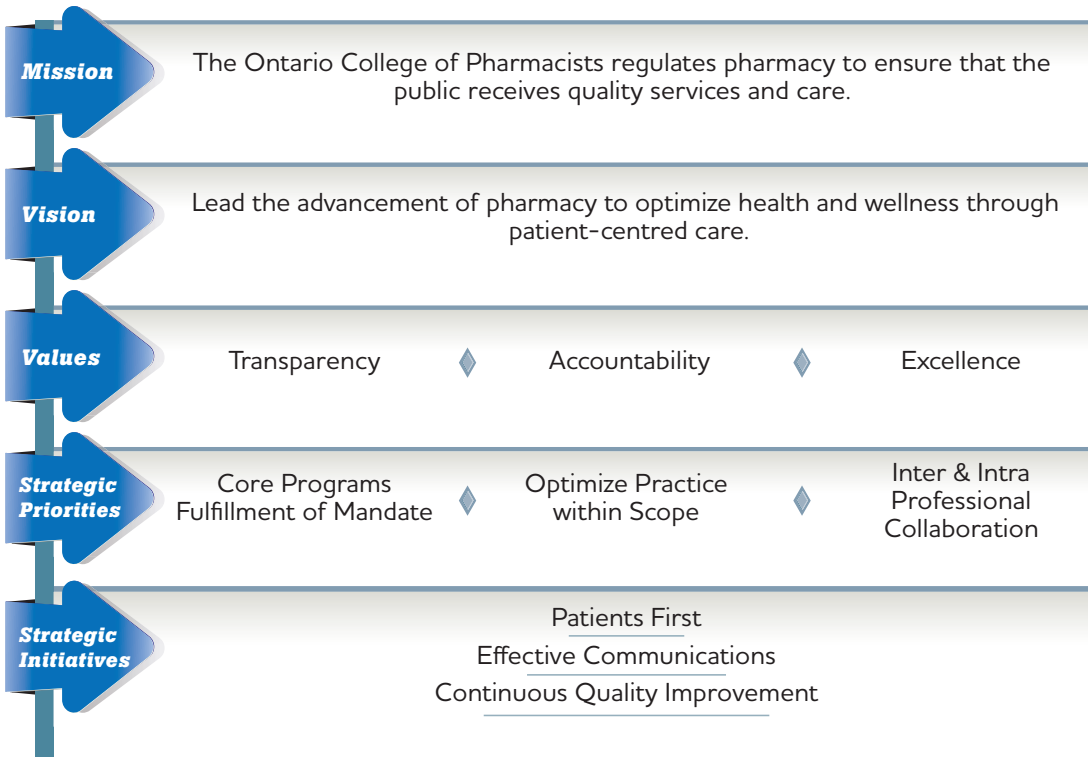 Mission
The Ontario College of Pharmacists regulates pharmacy to ensure that the
public receives quality services and care.
Vision
Lead the advancement of pharmacy to optimize health and wellness through
patient-centred care.
Values
Transparency
Accountability
Excellence
Strategic
Priorities
Core Programs
Fulfillment of Mandate
Optimize Practice
within Scope
Inter & Intra
Professional
Collaboration
Strategic
Initiatives
Patients First
Effective Communications
Continuous Quality Improvement